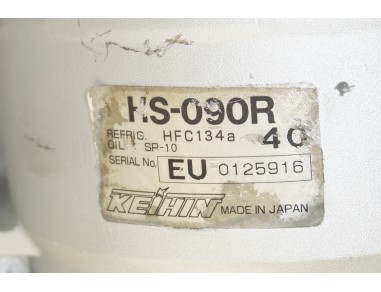 HS-090R
REFRIG. HFC134a 40
OIL SP-10
SERIAL No. EU 0125916
KEIHIN MADE IN JAPAN